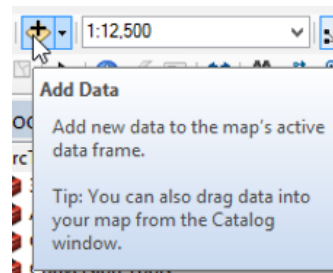 1:12,500
Add Data
Add new data to the map's active
data frame.
Tip: You can also drag data into
your map from the Catalog
window.